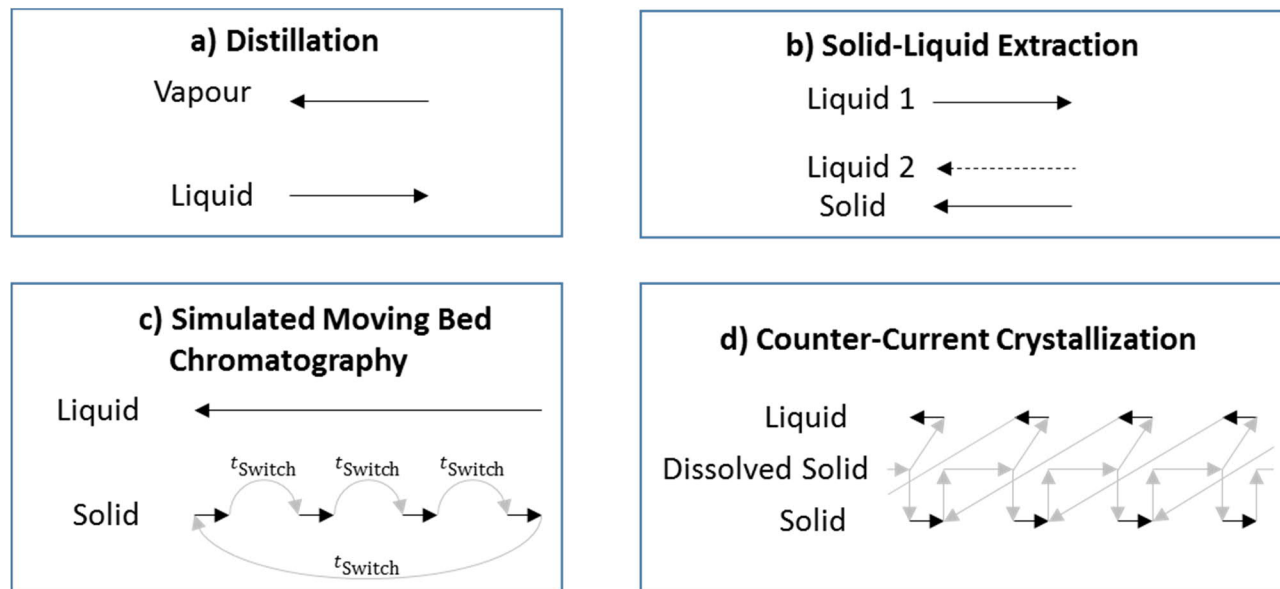 a) Distillation
Vapour
Liquid
b) Solid-Liquid Extraction
Liquid 1
Liquid 2
Solid
c) Simulated Moving Bed
Chromatography
Liquid
tSwitch tSwitch tSwitch
Solid
tSwitch
d) Counter-Current Crystallization
Liquid
Dissolved Solid
Solid